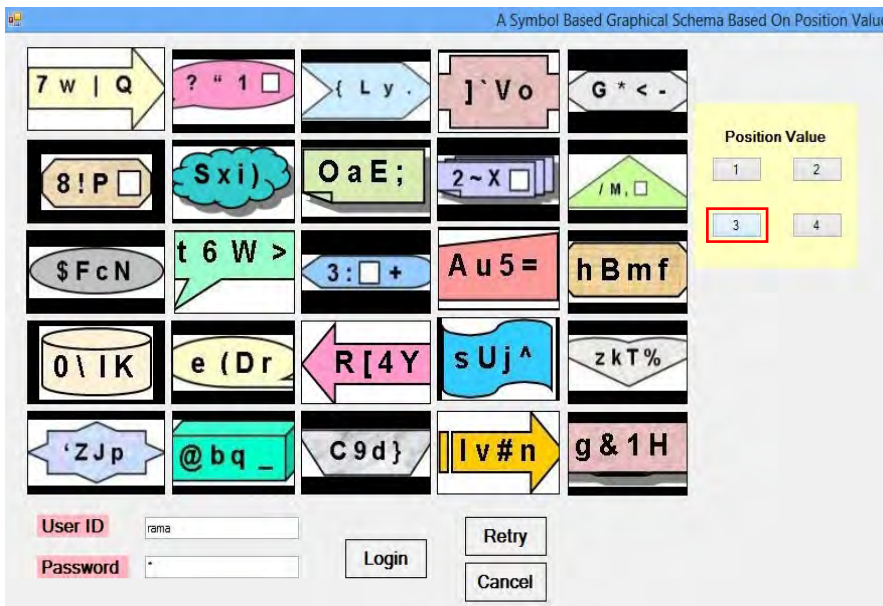 A Symbol Based Graphical Schema Based On Position Value
7 w | Q
? “ 1 □
{ L y .
] ` V o
G * < -
8 ! P □
S x i )
O a E ;
2 ~ X □
/ M , □
$ F c N
t 6 W >
3 : □ +
A u 5 =
h B m f
0 \ I K
e ( D r
R [ 4 Y
s U j ^
z k T %
‘ Z J p
@ b q _
C 9 d }
I v # n
g & 1 H
Position Value
1 2
3 4
User ID rama
Password *
Login
Retry
Cancel